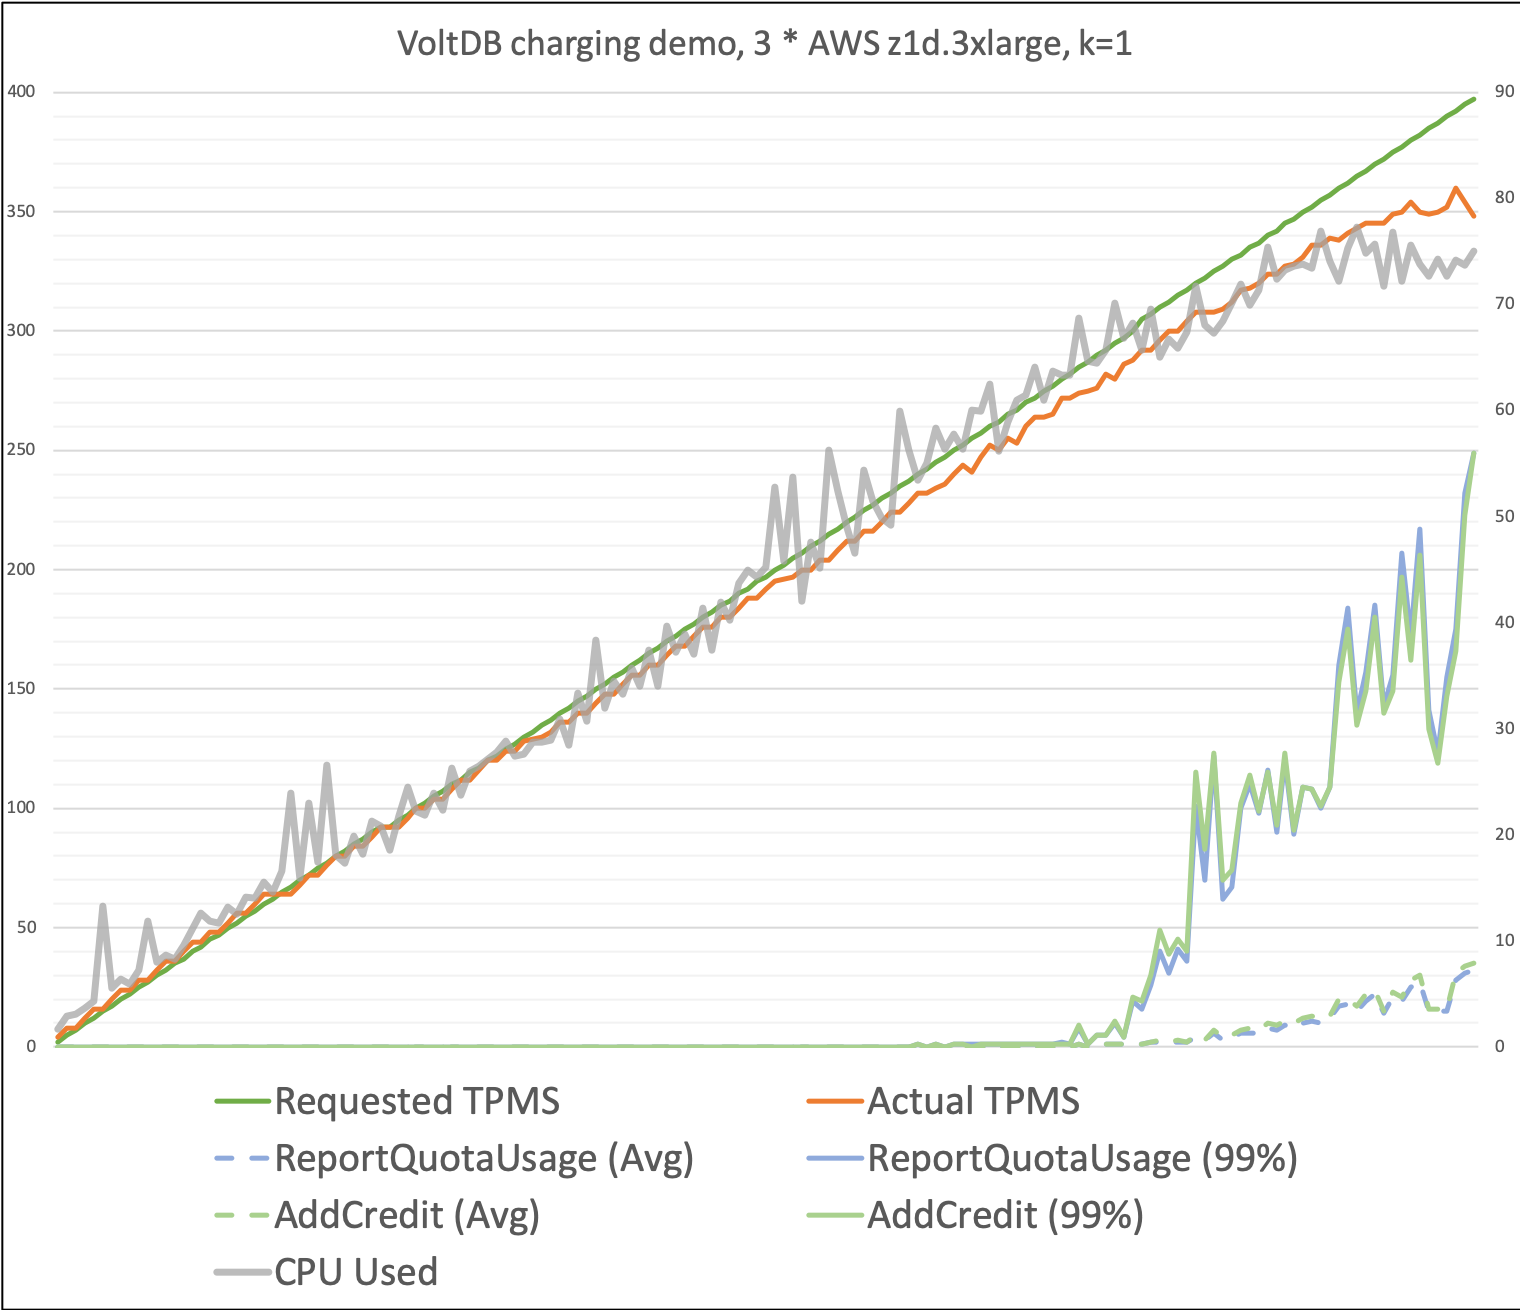 VoltDB charging demo, 3 * AWS z1d.3xlarge, k=1
400
350
300
250
200
150
100
50
0
90
80
70
60
50
40
30
20
10
0
Requested TPMS
Actual TPMS
ReportQuotaUsage (Avg)
ReportQuotaUsage (99%)
AddCredit (Avg)
AddCredit (99%)
CPU Used